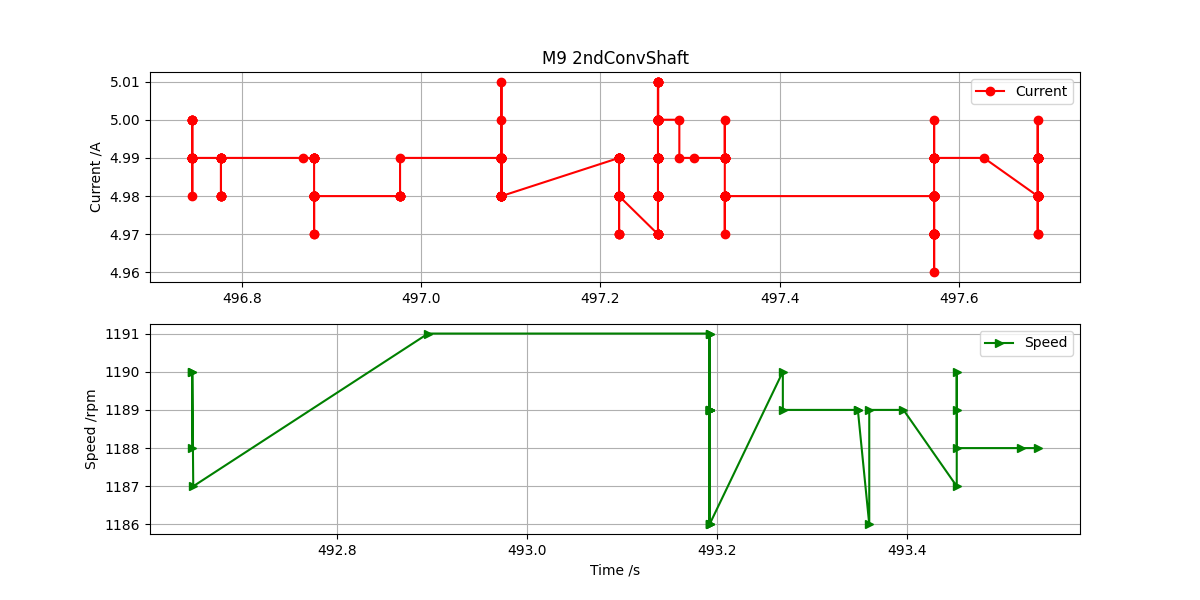 M9 2ndConvShaft
5.01
5.00
4.99
4.98
4.97
4.96
Current /A
Current
496.8 497.0 497.2 497.4 497.6
1191
1190
1189
1188
1187
1186
Speed /rpm
Speed
492.8 493.0 493.2 493.4
Time /s